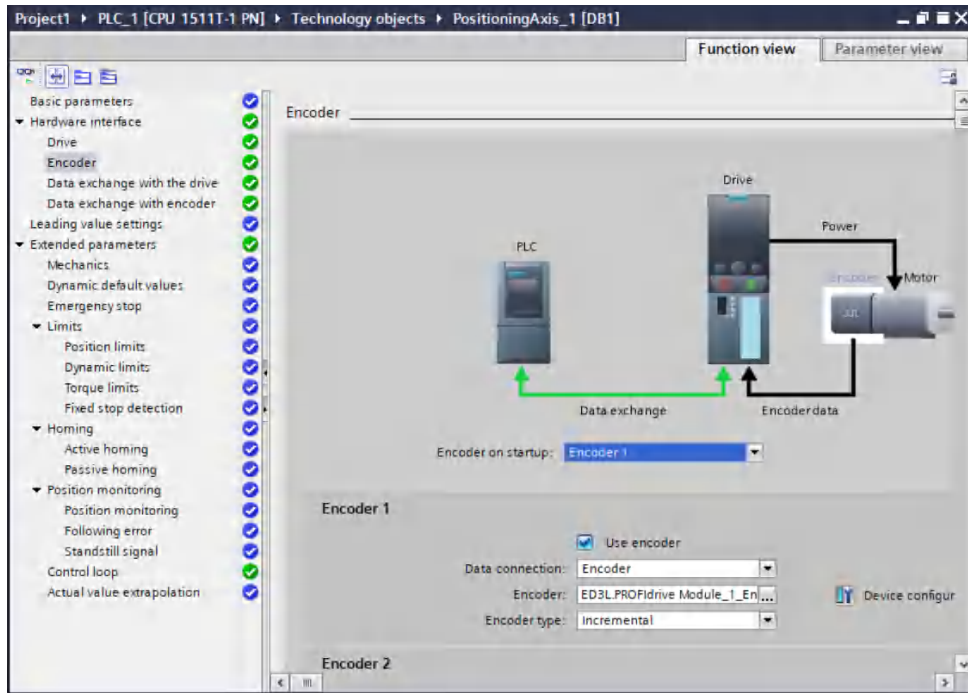 Project1 ▸ PLC_1 [CPU 1511T-1 PN] ▸ Technology objects ▸ PositioningAxis_1 [DB1]
Function view
Parameter view
Basic parameters
Hardware interface
Drive
Encoder
Data exchange with the drive
Data exchange with encoder
Leading value settings
Extended parameters
Mechanics
Dynamic default values
Emergency stop
Limits
Position limits
Dynamic limits
Torque limits
Fixed stop detection
Homing
Active homing
Passive homing
Position monitoring
Position monitoring
Following error
Standstill signal
Control loop
Actual value extrapolation
Encoder
Drive
Power
PLC
Encoder
Motor
Data exchange
Encoder data
Encoder on startup: Encoder 1
Encoder 1
Use encoder
Data connection: Encoder
Encoder: ED3L.PROFIdrive Module_1_En ...
Device configur
Encoder type: Incremental
Encoder 2